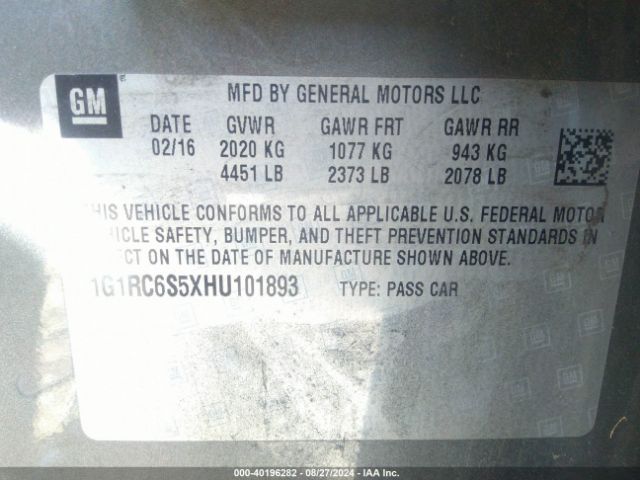 GM
MFD BY GENERAL MOTORS LLC
DATE GVWR GAWR FRT GAWR RR
02/16 2020 KG 1077 KG 943 KG
4451 LB 2373 LB 2078 LB
THIS VEHICLE CONFORMS TO ALL APPLICABLE U.S. FEDERAL MOTOR
VEHICLE SAFETY, BUMPER, AND THEFT PREVENTION STANDARDS IN
EFFECT ON THE DATE OF MANUFACTURE SHOWN ABOVE.
1G1RC6S5XHU101893 TYPE: PASS CAR
000-40196282 - 08/27/2024 - IAA Inc.